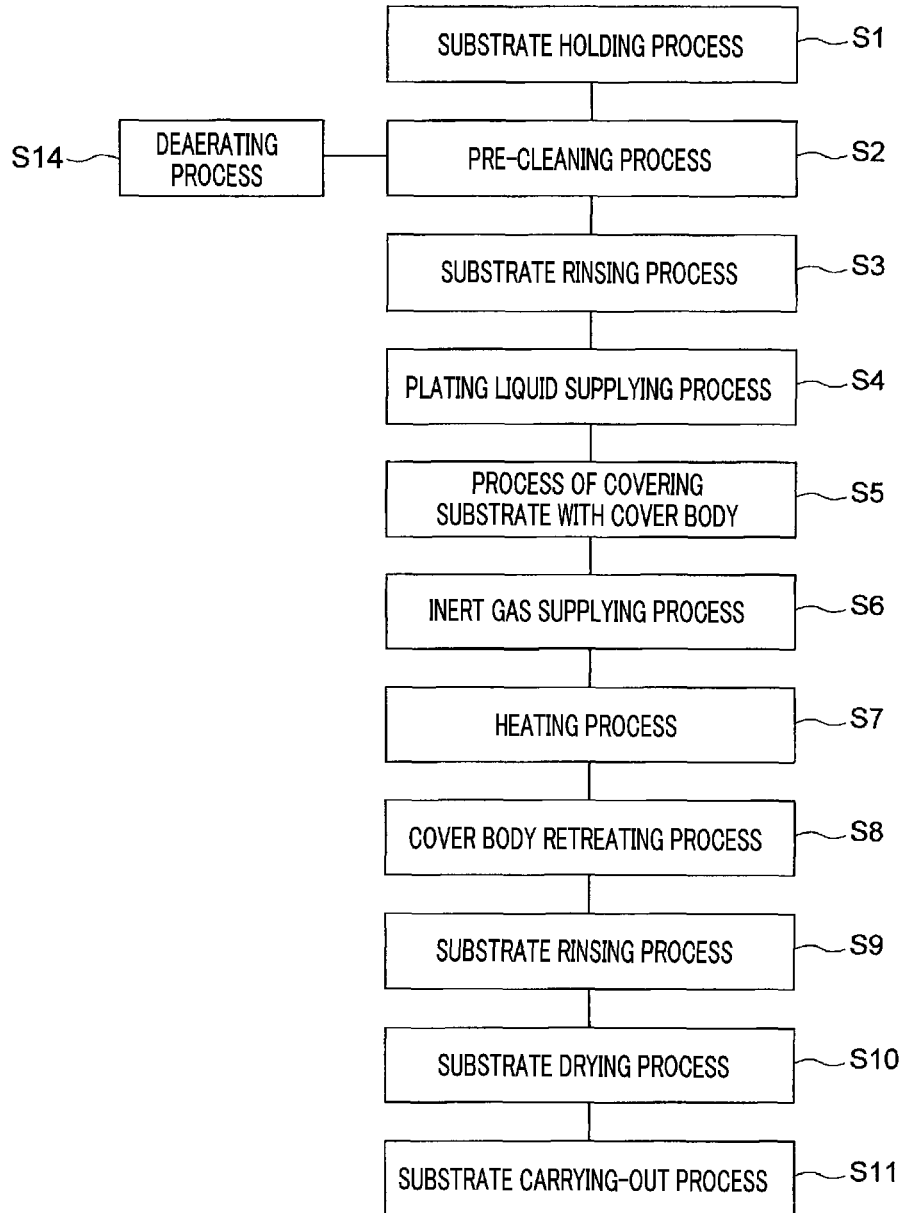 SUBSTRATE HOLDING PROCESS
S1
S14
DEAERATING
PROCESS
PRE-CLEANING PROCESS
S2
SUBSTRATE RINSING PROCESS
S3
PLATING LIQUID SUPPLYING PROCESS
S4
PROCESS OF COVERING
SUBSTRATE WITH COVER BODY
S5
INERT GAS SUPPLYING PROCESS
S6
HEATING PROCESS
S7
COVER BODY RETREATING PROCESS
S8
SUBSTRATE RINSING PROCESS
S9
SUBSTRATE DRYING PROCESS
S10
SUBSTRATE CARRYING-OUT PROCESS
S11